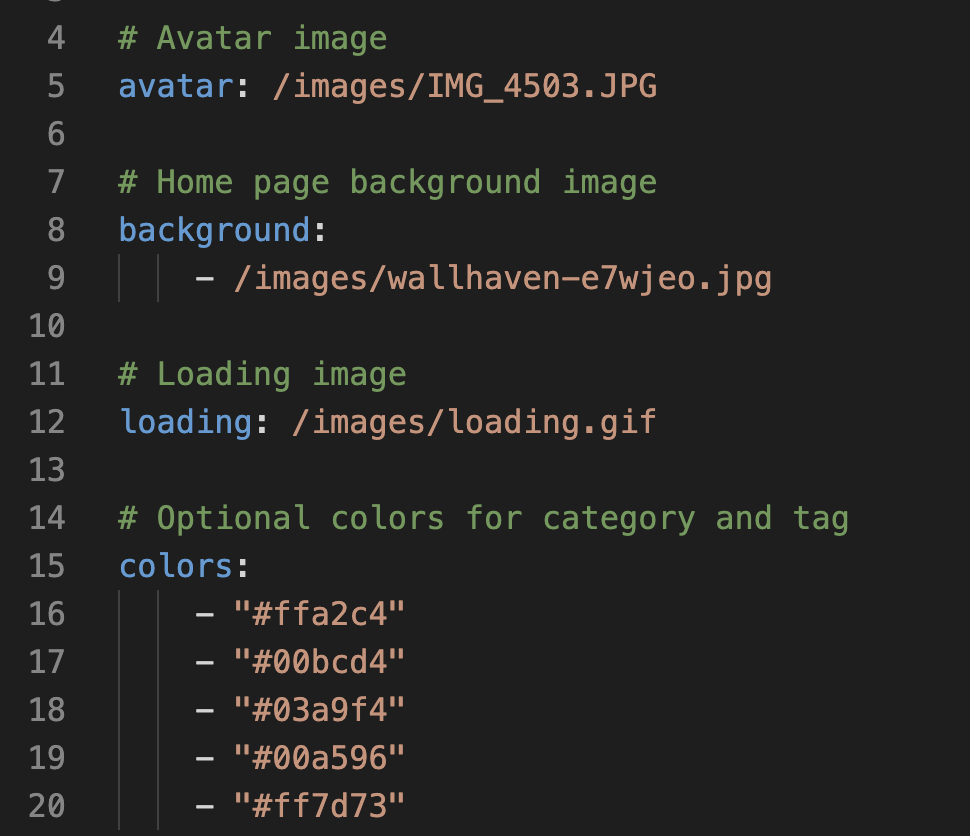 4 # Avatar image
5 avatar: /images/IMG_4503.JPG
6
7 # Home page background image
8 background:
9 - /images/wallhaven-e7wjeo.jpg
10
11 # Loading image
12 loading: /images/loading.gif
13
14 # Optional colors for category and tag
15 colors:
16 - "#ffa2c4"
17 - "#00bcd4"
18 - "#03a9f4"
19 - "#00a596"
20 - "#ff7d73"